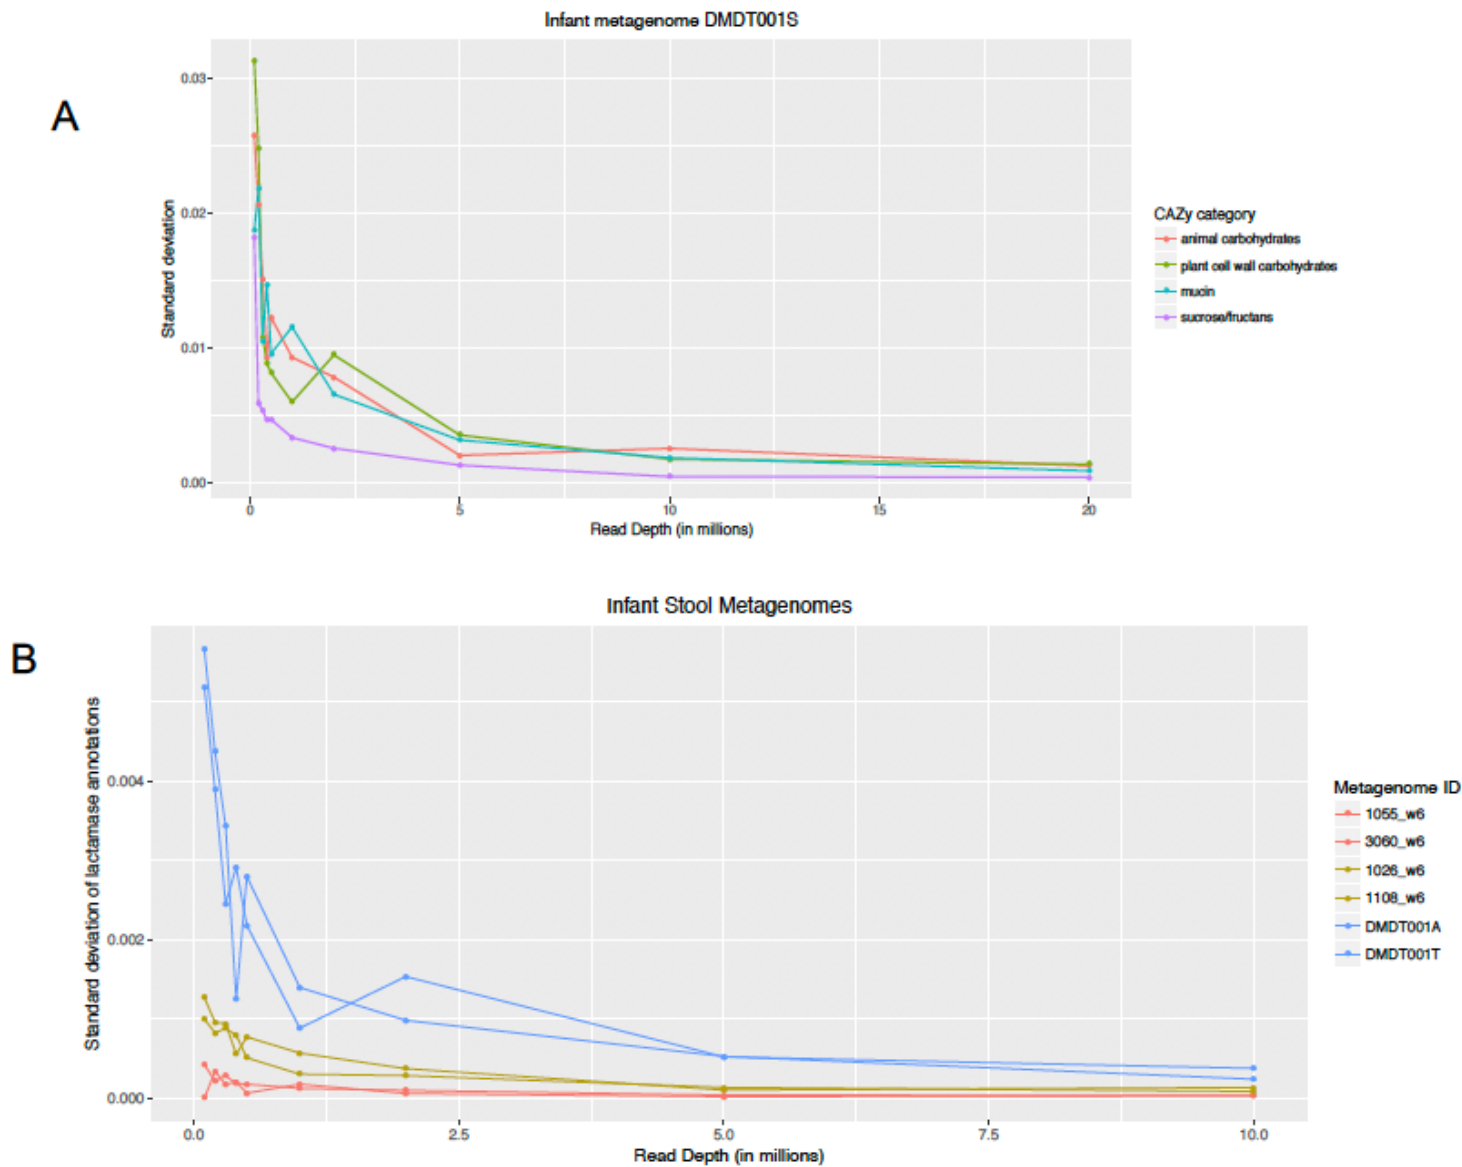 Infant metagenome DMDT001S
A
0.03
0.02
0.01
0.00
Standard deviation
0
5
10
15
20
Read Depth (in millions)
CAZy category
animal carbohydrates
plant cell wall carbohydrates
mucin
sucrose/fructans
Infant Stool Metagenomes
B
0.004
0.002
0.000
Standard deviation of lactamase annotations
0.0
2.5
5.0
7.5
10.0
Read Depth (in millions)
Metagenome ID
1055_w6
3060_w6
1026_w6
1108_w6
DMDT001A
DMDT001T